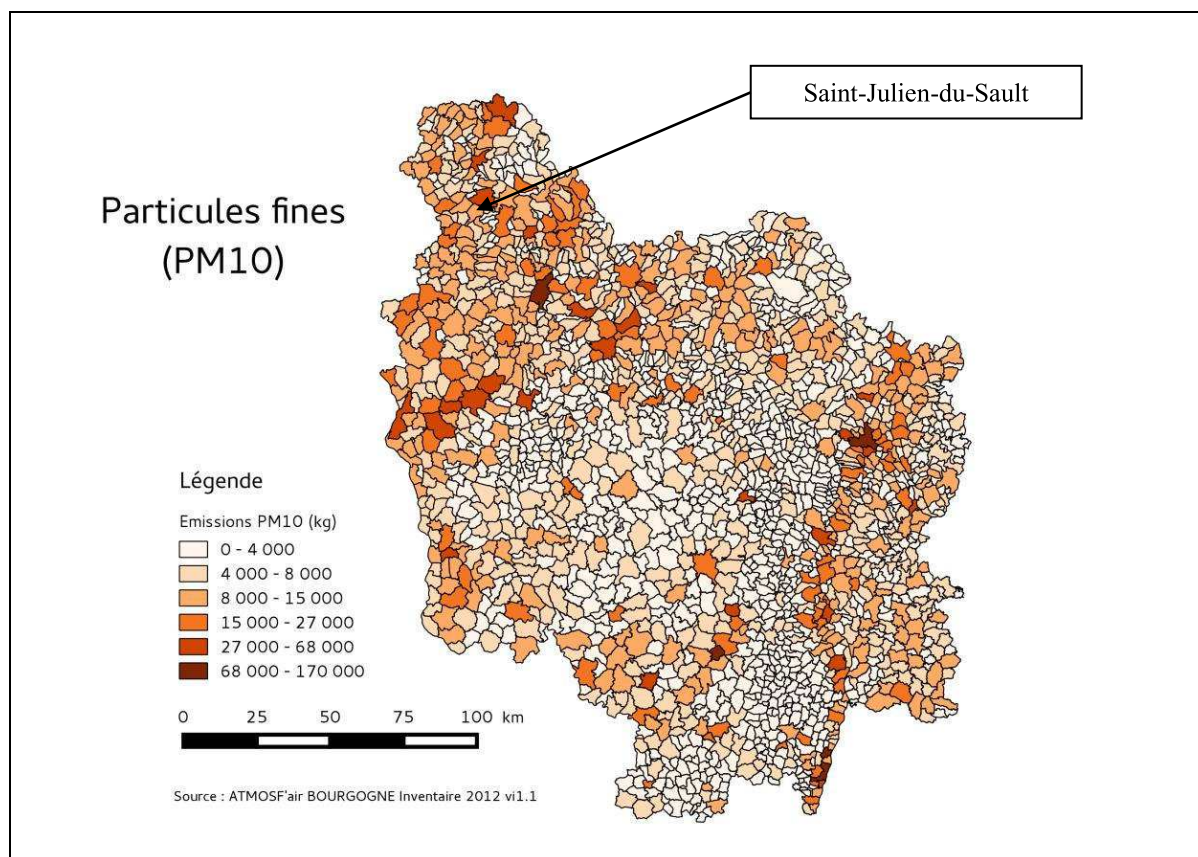 Saint-Julien-du-Sault
Particules fines
(PM10)
Légende
Emissions PM10 (kg)
0 - 4 000
4 000 - 8 000
8 000 - 15 000
15 000 - 27 000
27 000 - 68 000
68 000 - 170 000
0 25 50 75 100 km
Source : ATMOSF'air BOURGOGNE Inventaire 2012 vi1.1